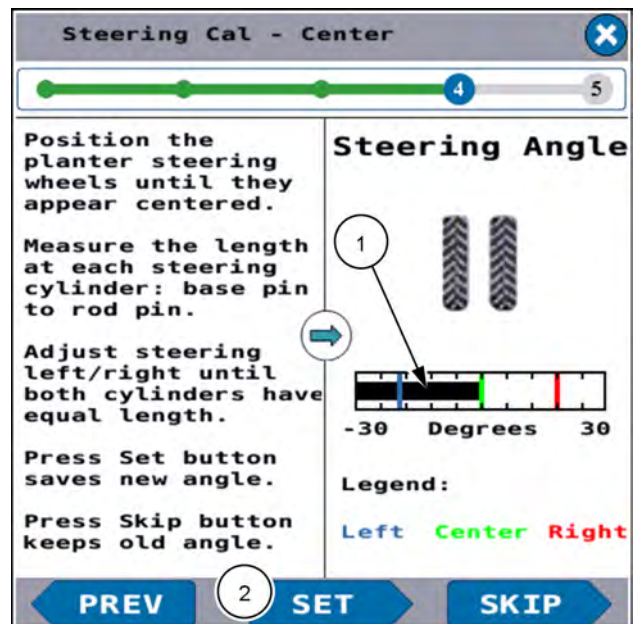 Steering Cal - Center
4
5
Position the
planter steering
wheels until they
appear centered.
Measure the length
at each steering
cylinder: base pin
to rod pin.
Adjust steering
left/right until
both cylinders have
equal length.
Press Set button
saves new angle.
Press Skip button
keeps old angle.
Steering Angle
1
-30 Degrees 30
Legend:
Left Center Right
PREV
2
SET
SKIP